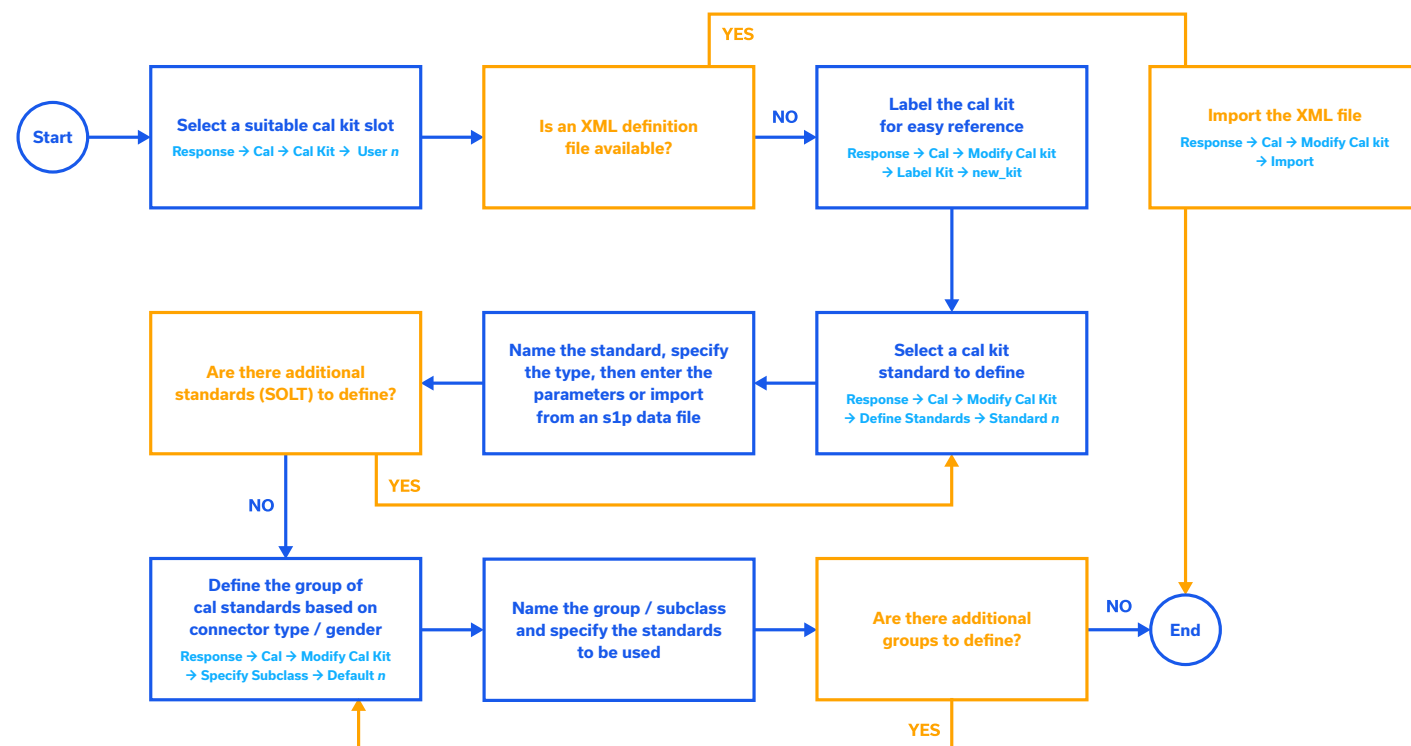 YES
Start
Select a suitable cal kit slot
Response → Cal → Cal Kit → User n
Is an XML definition
file available?
NO
Label the cal kit
for easy reference
Response → Cal → Modify Cal kit
→ Label Kit → new_kit
Import the XML file
Response → Cal → Modify Cal kit
→ Import
Are there additional
standards (SOLT) to define?
Name the standard, specify
the type, then enter the
parameters or import
from an s1p data file
Select a cal kit
standard to define
Response → Cal → Modify Cal Kit
→ Define Standards → Standard n
YES
NO
Define the group of
cal standards based on
connector type / gender
Response → Cal → Modify Cal Kit
→ Specify Subclass → Default n
Name the group / subclass
and specify the standards
to be used
Are there additional
groups to define?
NO
End
YES